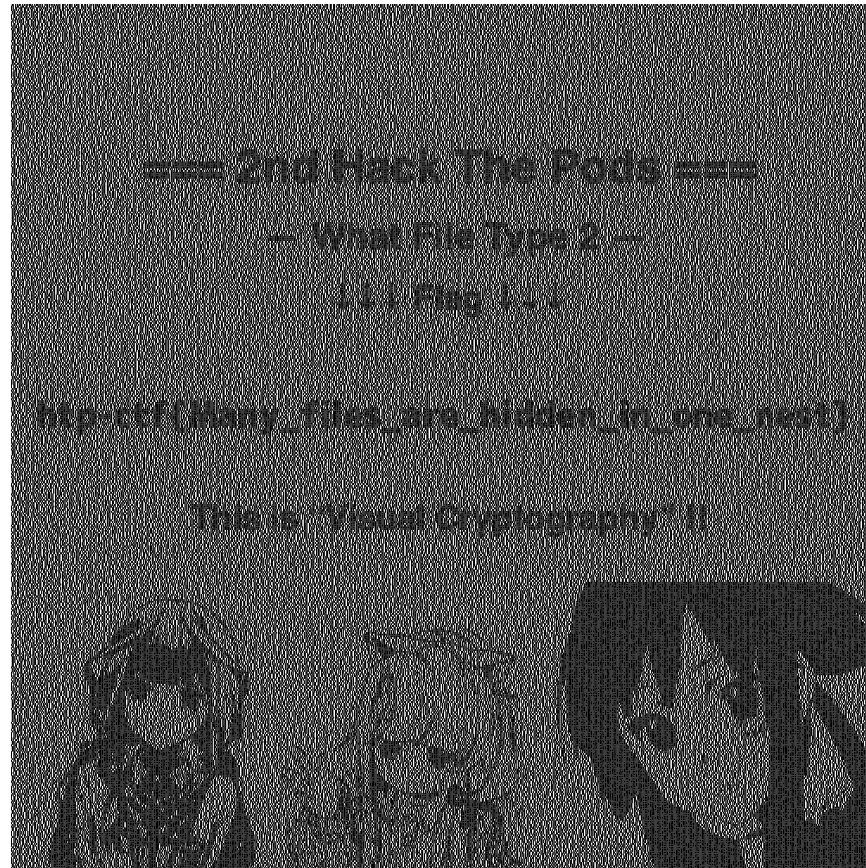 === 2nd Hack The Pods ===
— What File Type 2 —
↓↓↓ Flag ↓↓↓
htp-ctf{Many_files_are_hidden_in_one_nest}
This is "Visual Cryptography" !!